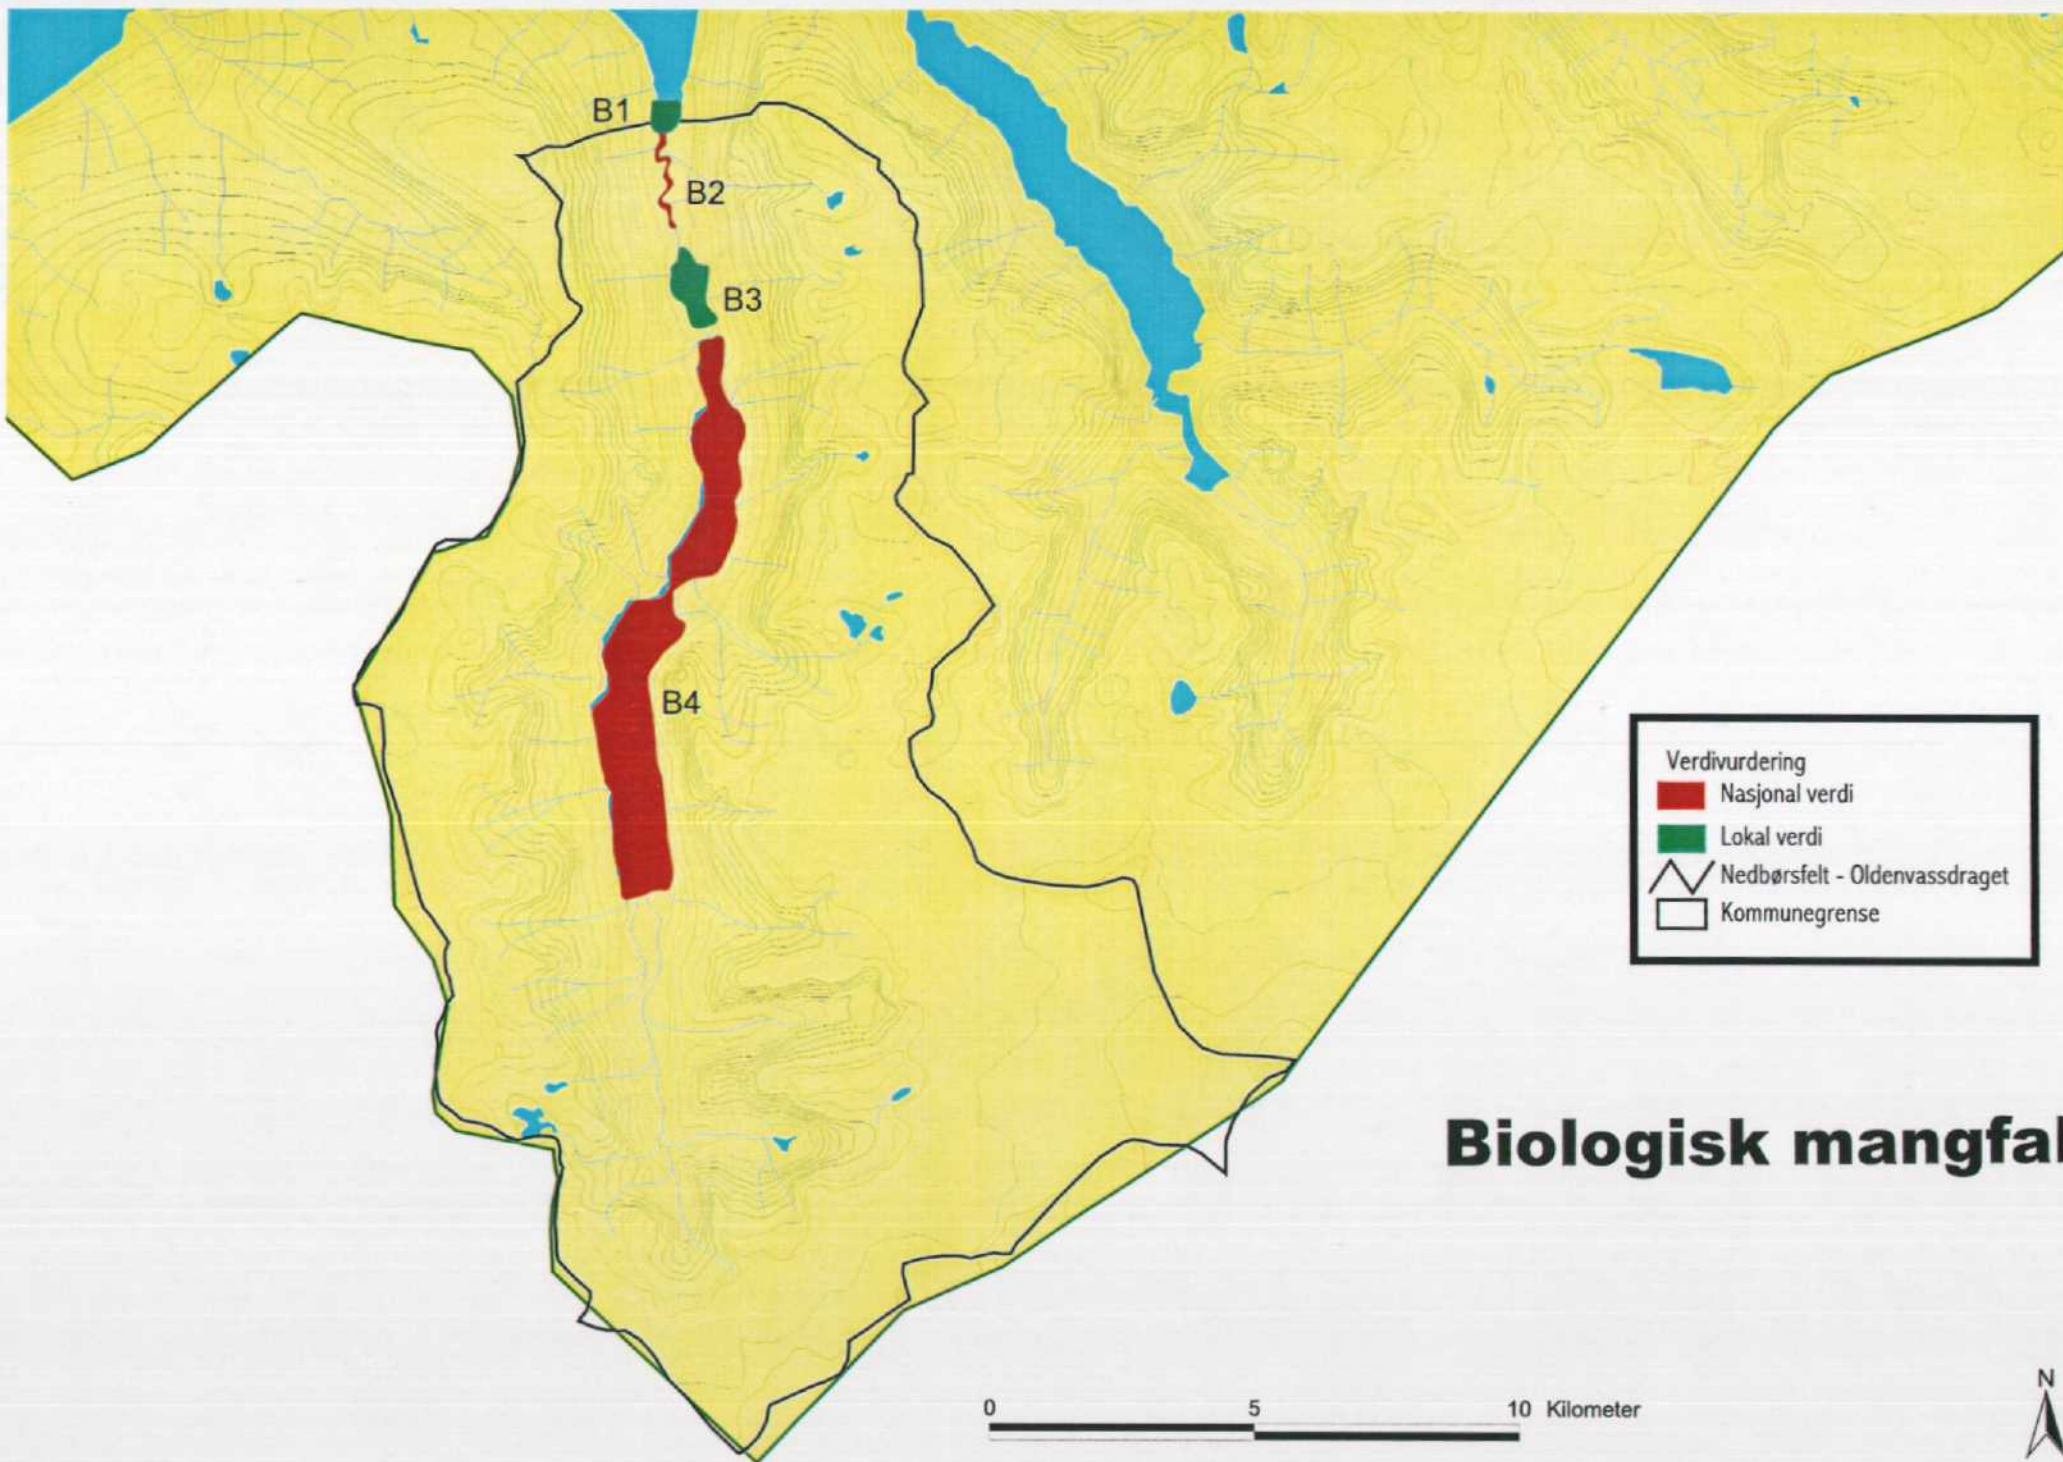 B1
B2
B3
B4
Verdivurdering
Nasjonal verdi
Lokal verdi
Nedbørsfelt - Oldenvassdraget
Kommunegrense
Biologisk mangfal
0 5 10 Kilometer
N